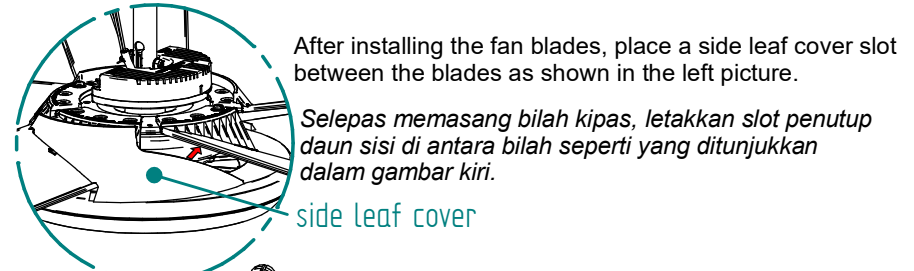 After installing the fan blades, place a side leaf cover slot
between the blades as shown in the left picture.
Selepas memasang bilah kipas, letakkan slot penutup
daun sisi di antara bilah seperti yang ditunjukkan
dalam gambar kiri.
side leaf cover